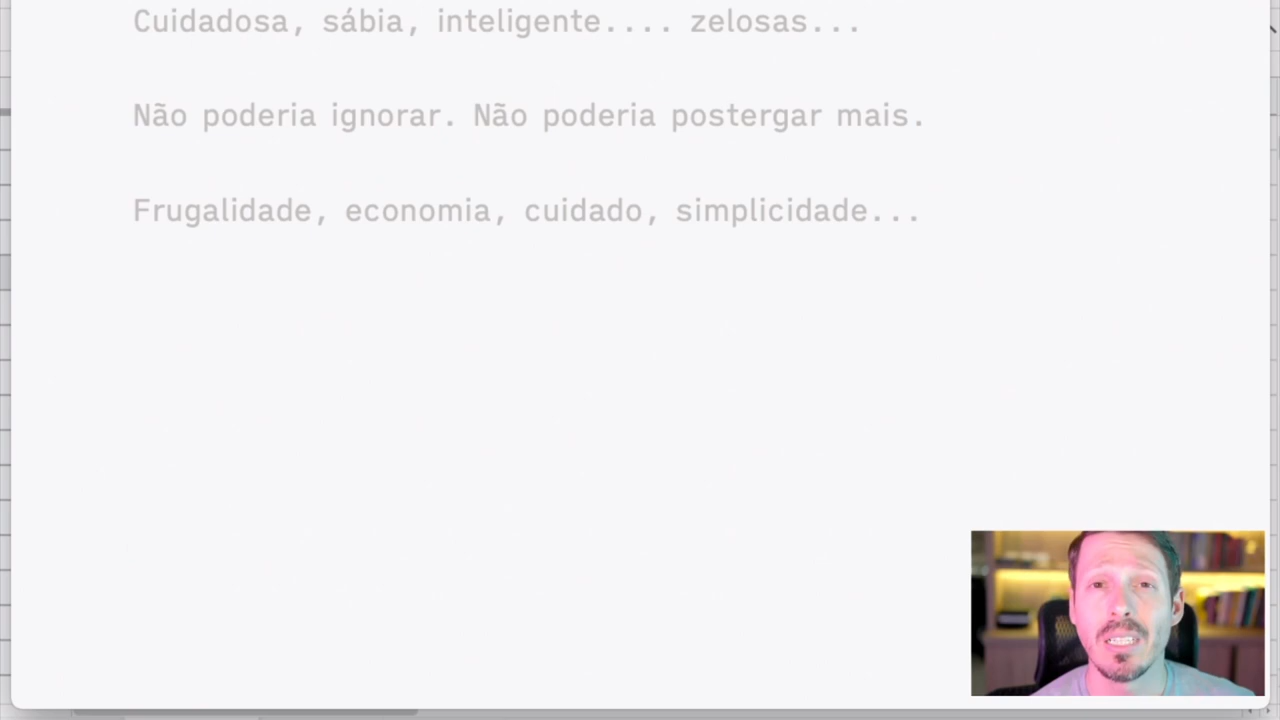 Cuidadosa, sábia, inteligente.... zelosas...
Não poderia ignorar. Não poderia postergar mais.
Frugalidade, economia, cuidado, simplicidade...